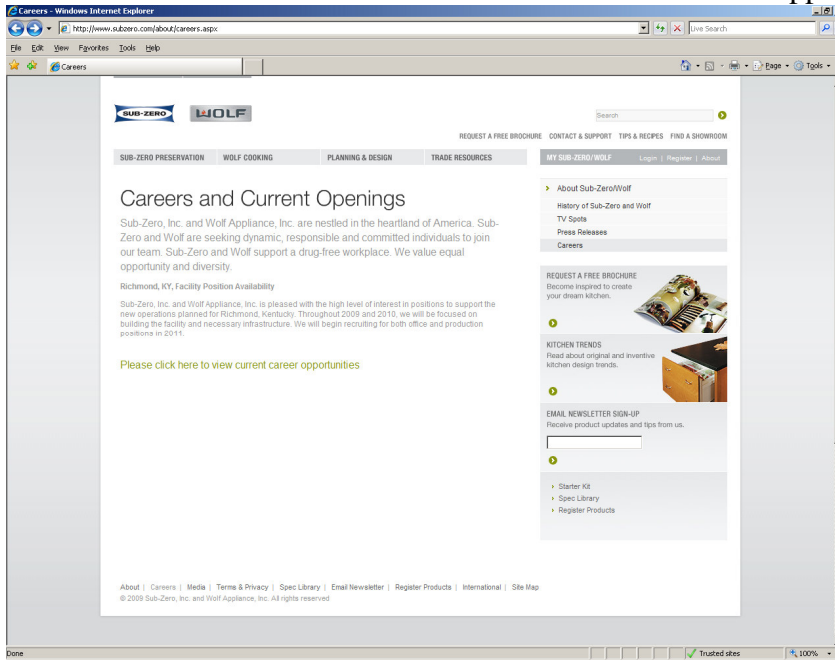 Careers - Windows Internet Explorer
http://www.subzero.com/about/careers.aspx
Live Search
File Edit View Favorites Tools Help
Careers
Page Tools
SUB-ZERO WOLF
Search
REQUEST A FREE BROCHURE CONTACT & SUPPORT TIPS & RECIPES FIND A SHOWROOM
SUB-ZERO PRESERVATION WOLF COOKING PLANNING & DESIGN TRADE RESOURCES
MY SUB-ZERO/WOLF Login | Register | About
Careers and Current Openings
Sub-Zero, Inc. and Wolf Appliance, Inc. are nestled in the heartland of America. Sub-
Zero and Wolf are seeking dynamic, responsible and committed individuals to join
our team. Sub-Zero and Wolf support a drug-free workplace. We value equal
opportunity and diversity.
Richmond, KY, Facility Position Availability
Sub-Zero, Inc. and Wolf Appliance, Inc. is pleased with the high level of interest in positions to support the
new operations planned for Richmond, Kentucky. Throughout 2009 and 2010, we will be focused on
building the facility and necessary infrastructure. We will begin recruiting for both office and production
positions in 2011.
Please click here to view current career opportunities
About Sub-Zero/Wolf
History of Sub-Zero and Wolf
TV Spots
Press Releases
Careers
REQUEST A FREE BROCHURE
Become inspired to create
your dream kitchen.
KITCHEN TRENDS
Read about original and inventive
kitchen design trends.
EMAIL NEWSLETTER SIGN-UP
Receive product updates and tips from us.
Starter Kit
Spec Library
Register Products
About | Careers | Media | Terms & Privacy | Spec Library | Email Newsletter | Register Products | International | Site Map
© 2009 Sub-Zero, Inc. and Wolf Appliance, Inc. All rights reserved
Done
Trusted sites
100%